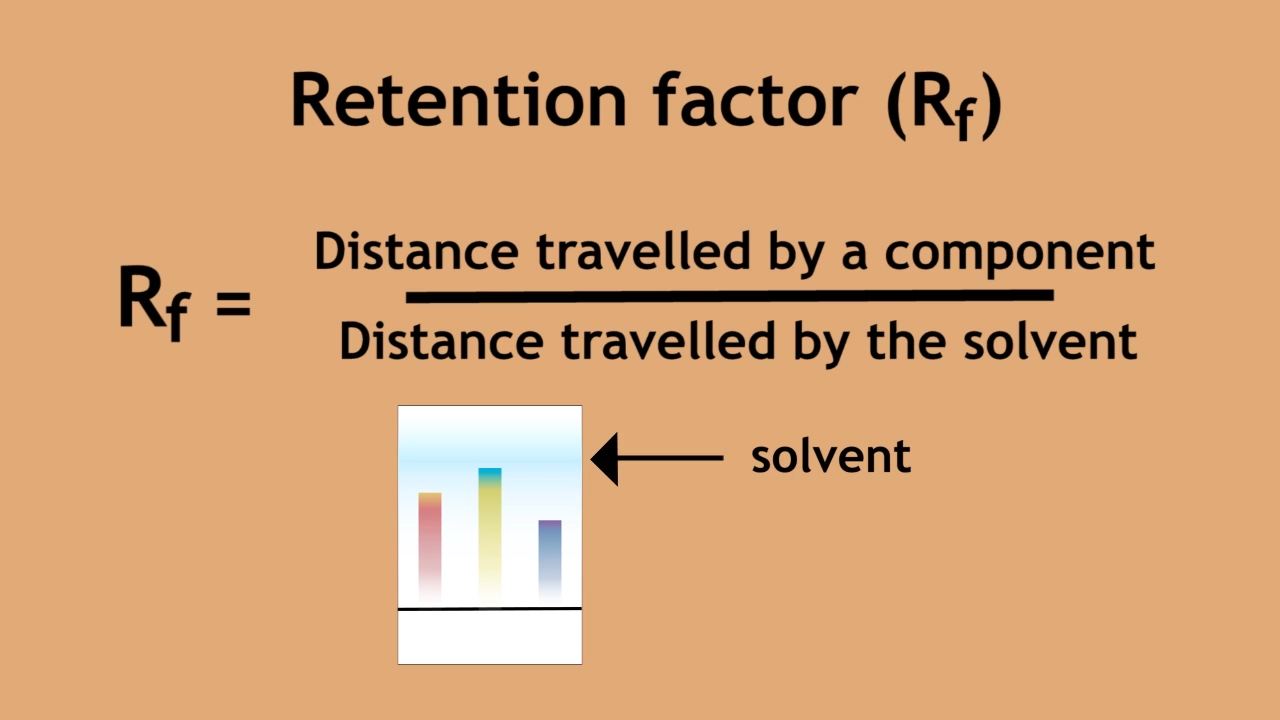 Retention factor (Rf)
Distance travelled by a component
Rf =
Distance travelled by the solvent
solvent